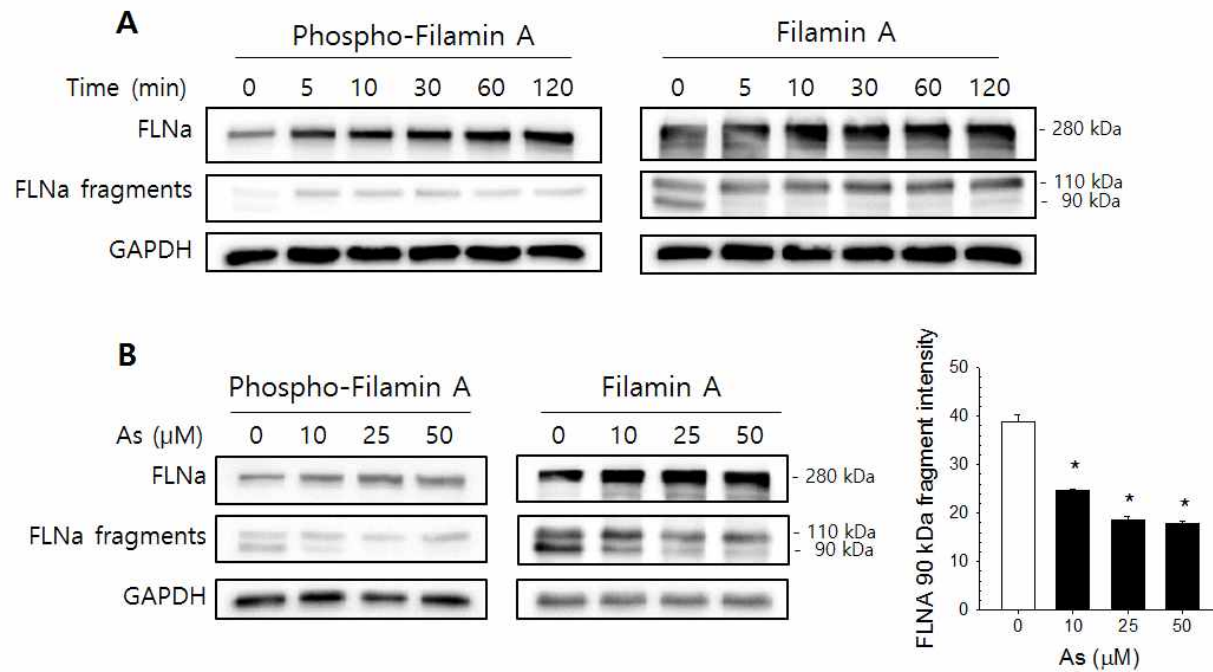 A
Phospho-Filamin A
Filamin A
Time (min) 0 5 10 30 60 120
0 5 10 30 60 120
FLNa
- 280 kDa
FLNa fragments
- 110 kDa
- 90 kDa
GAPDH
B
Phospho-Filamin A
Filamin A
As (μM) 0 10 25 50
0 10 25 50
FLNa
- 280 kDa
FLNa fragments
- 110 kDa
- 90 kDa
GAPDH
FLNA 90 kDa fragment intensity
50
40
30
20
10
0
*
*
*
0 10 25 50
As (μM)